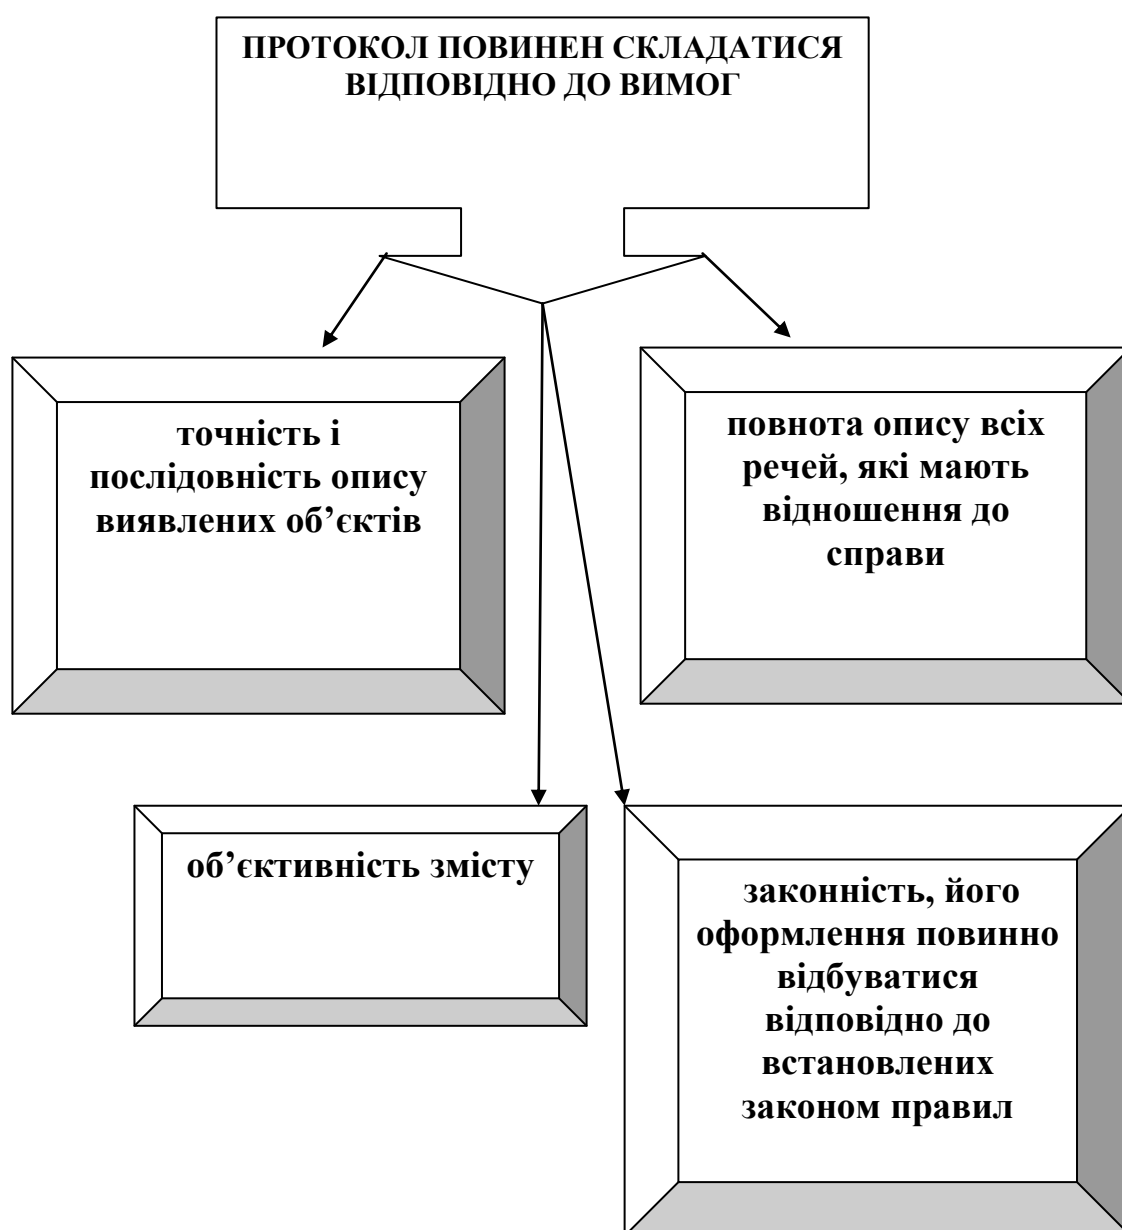 ПРОТОКОЛ ПОВИНЕН СКЛАДАТИСЯ
ВІДПОВІДНО ДО ВИМОГ
точність і
послідовність опису
виявлених об’єктів
повнота опису всіх
речей, які мають
відношення до
справи
об’єктивність змісту
законність, його
оформлення повинно
відбуватися
відповідно до
встановлених
законом правил